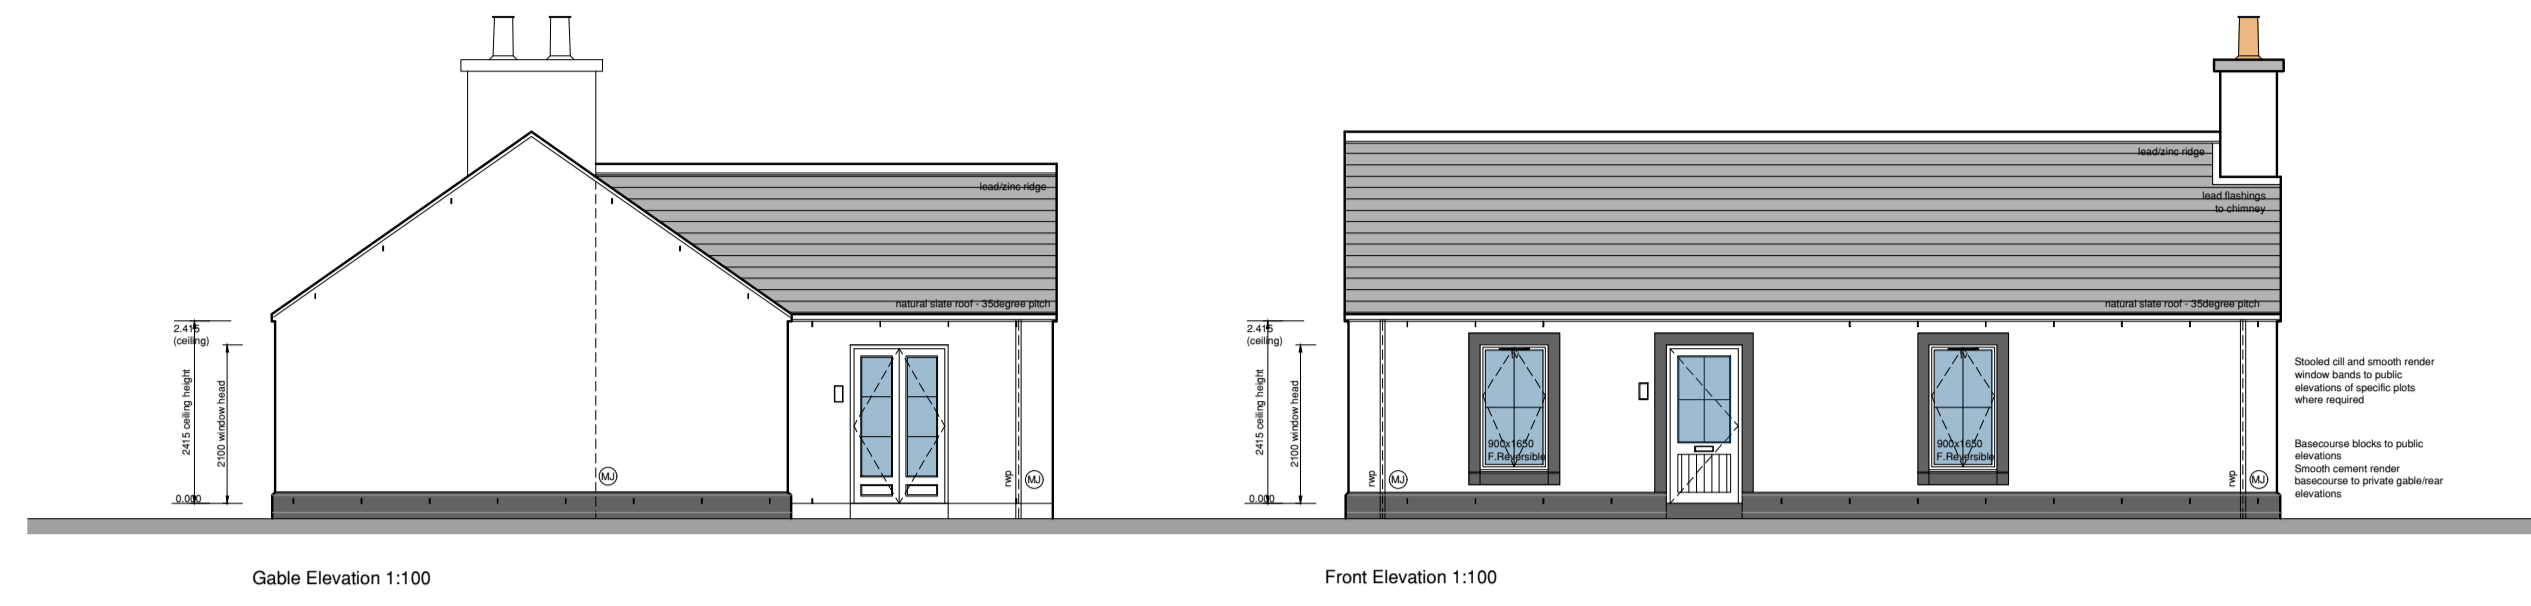 lead/zinc ridge
natural slate roof - 35degree pitch
2.415
(ceiling)
2415 ceiling height
2100 window head
0.000
MJ
rwp
MJ
Gable Elevation 1:100
lead/zinc ridge
lead flashings
to chimney
natural slate roof - 35degree pitch
2.415
(ceiling)
2415 ceiling height
2100 window head
0.000
rwp
MJ
tv
900x1650
F.Reversible
tv
900x1650
F.Reversible
rwp
MJ
Stooled cill and smooth render
window bands to public
elevations of specific plots
where required
Basecourse blocks to public
elevations
Smooth cement render
basecourse to private gable/rear
elevations
Front Elevation 1:100